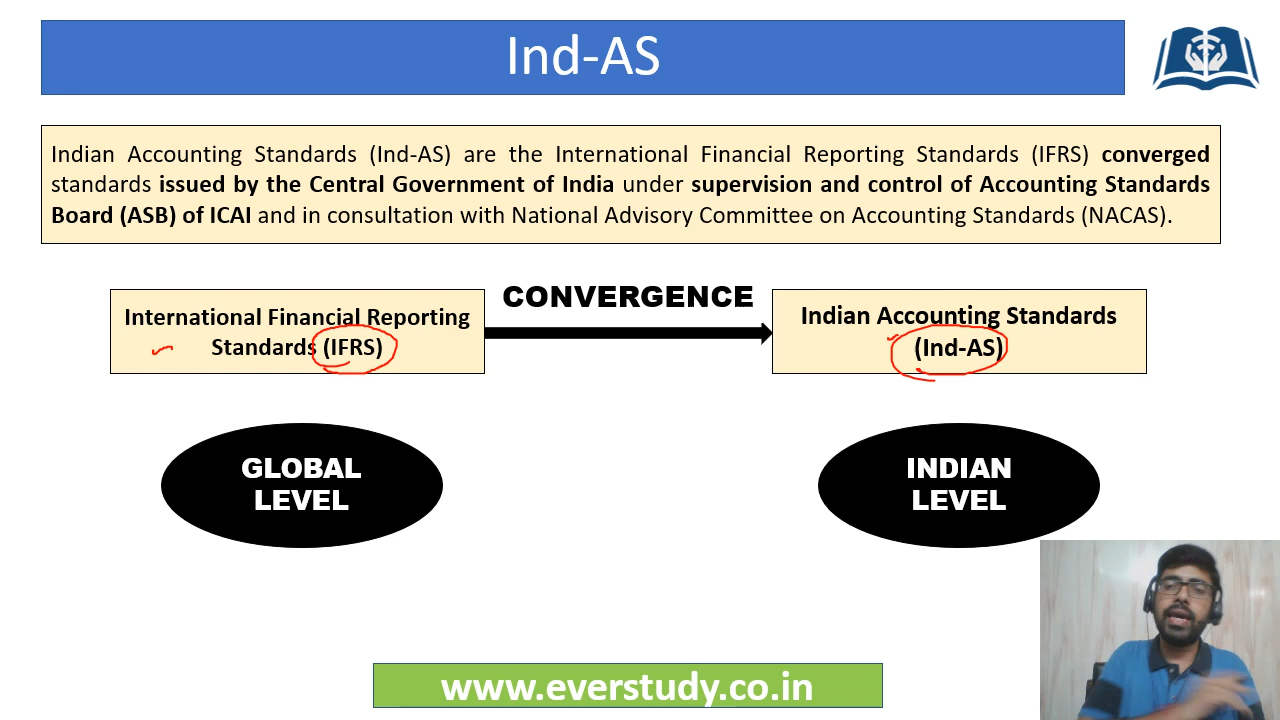 Ind-AS
Indian Accounting Standards (Ind-AS) are the International Financial Reporting Standards (IFRS) converged
standards issued by the Central Government of India under supervision and control of Accounting Standards
Board (ASB) of ICAI and in consultation with National Advisory Committee on Accounting Standards (NACAS).
CONVERGENCE
International Financial Reporting
Standards (IFRS)
Indian Accounting Standards
(Ind-AS)
GLOBAL
LEVEL
INDIAN
LEVEL
www.everstudy.co.in